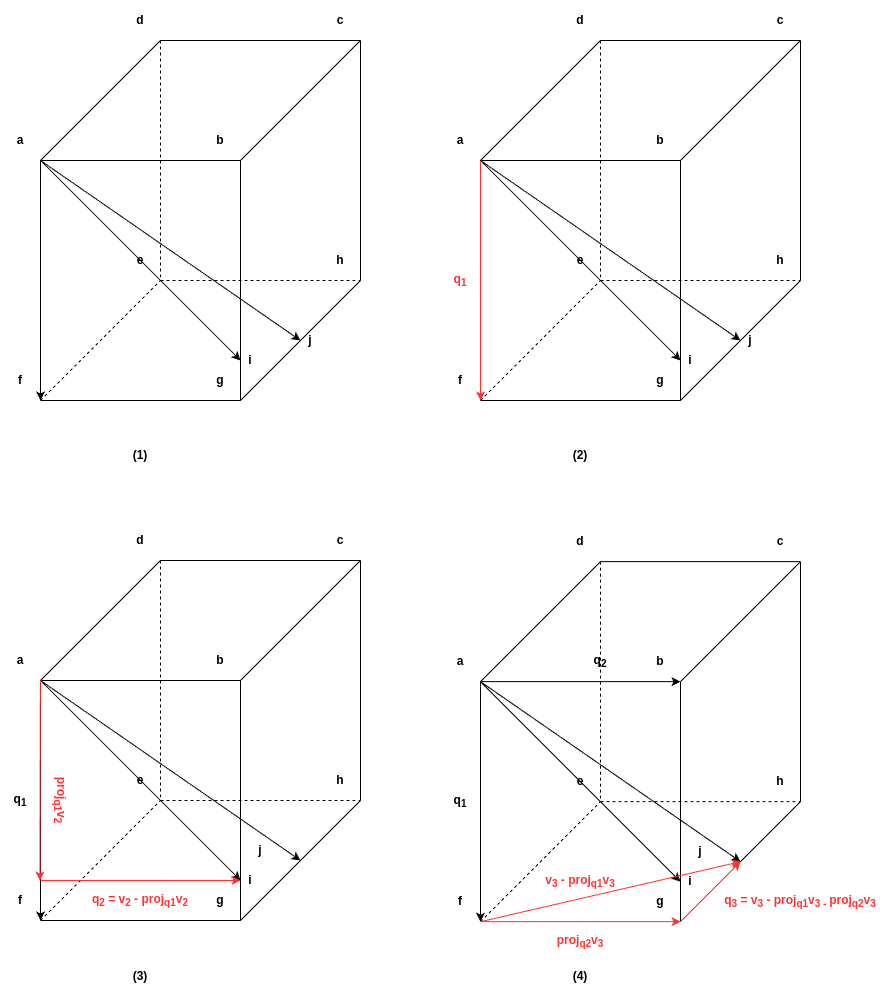 d c
a b
e h
i j
f g
(1)
d c
a b
e h
q1
i j
f g
(2)
d c
a b
e h
q1 projq1v2
j
i
f q2 = v2 - projq1v2 g
(3)
d c
a q2 b
e h
q1
j
v3 - projq1v3 i
f g q3 = v3 - projq1v3 - projq2v3
projq2v3
(4)